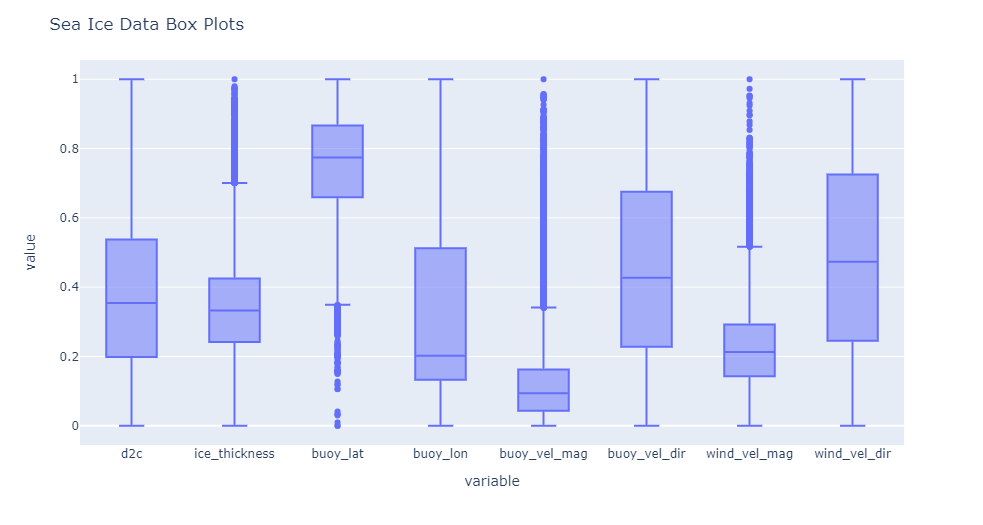 Sea Ice Data Box Plots
value
1
0.8
0.6
0.4
0.2
0
d2c ice_thickness buoy_lat buoy_lon buoy_vel_mag buoy_vel_dir wind_vel_mag wind_vel_dir
variable